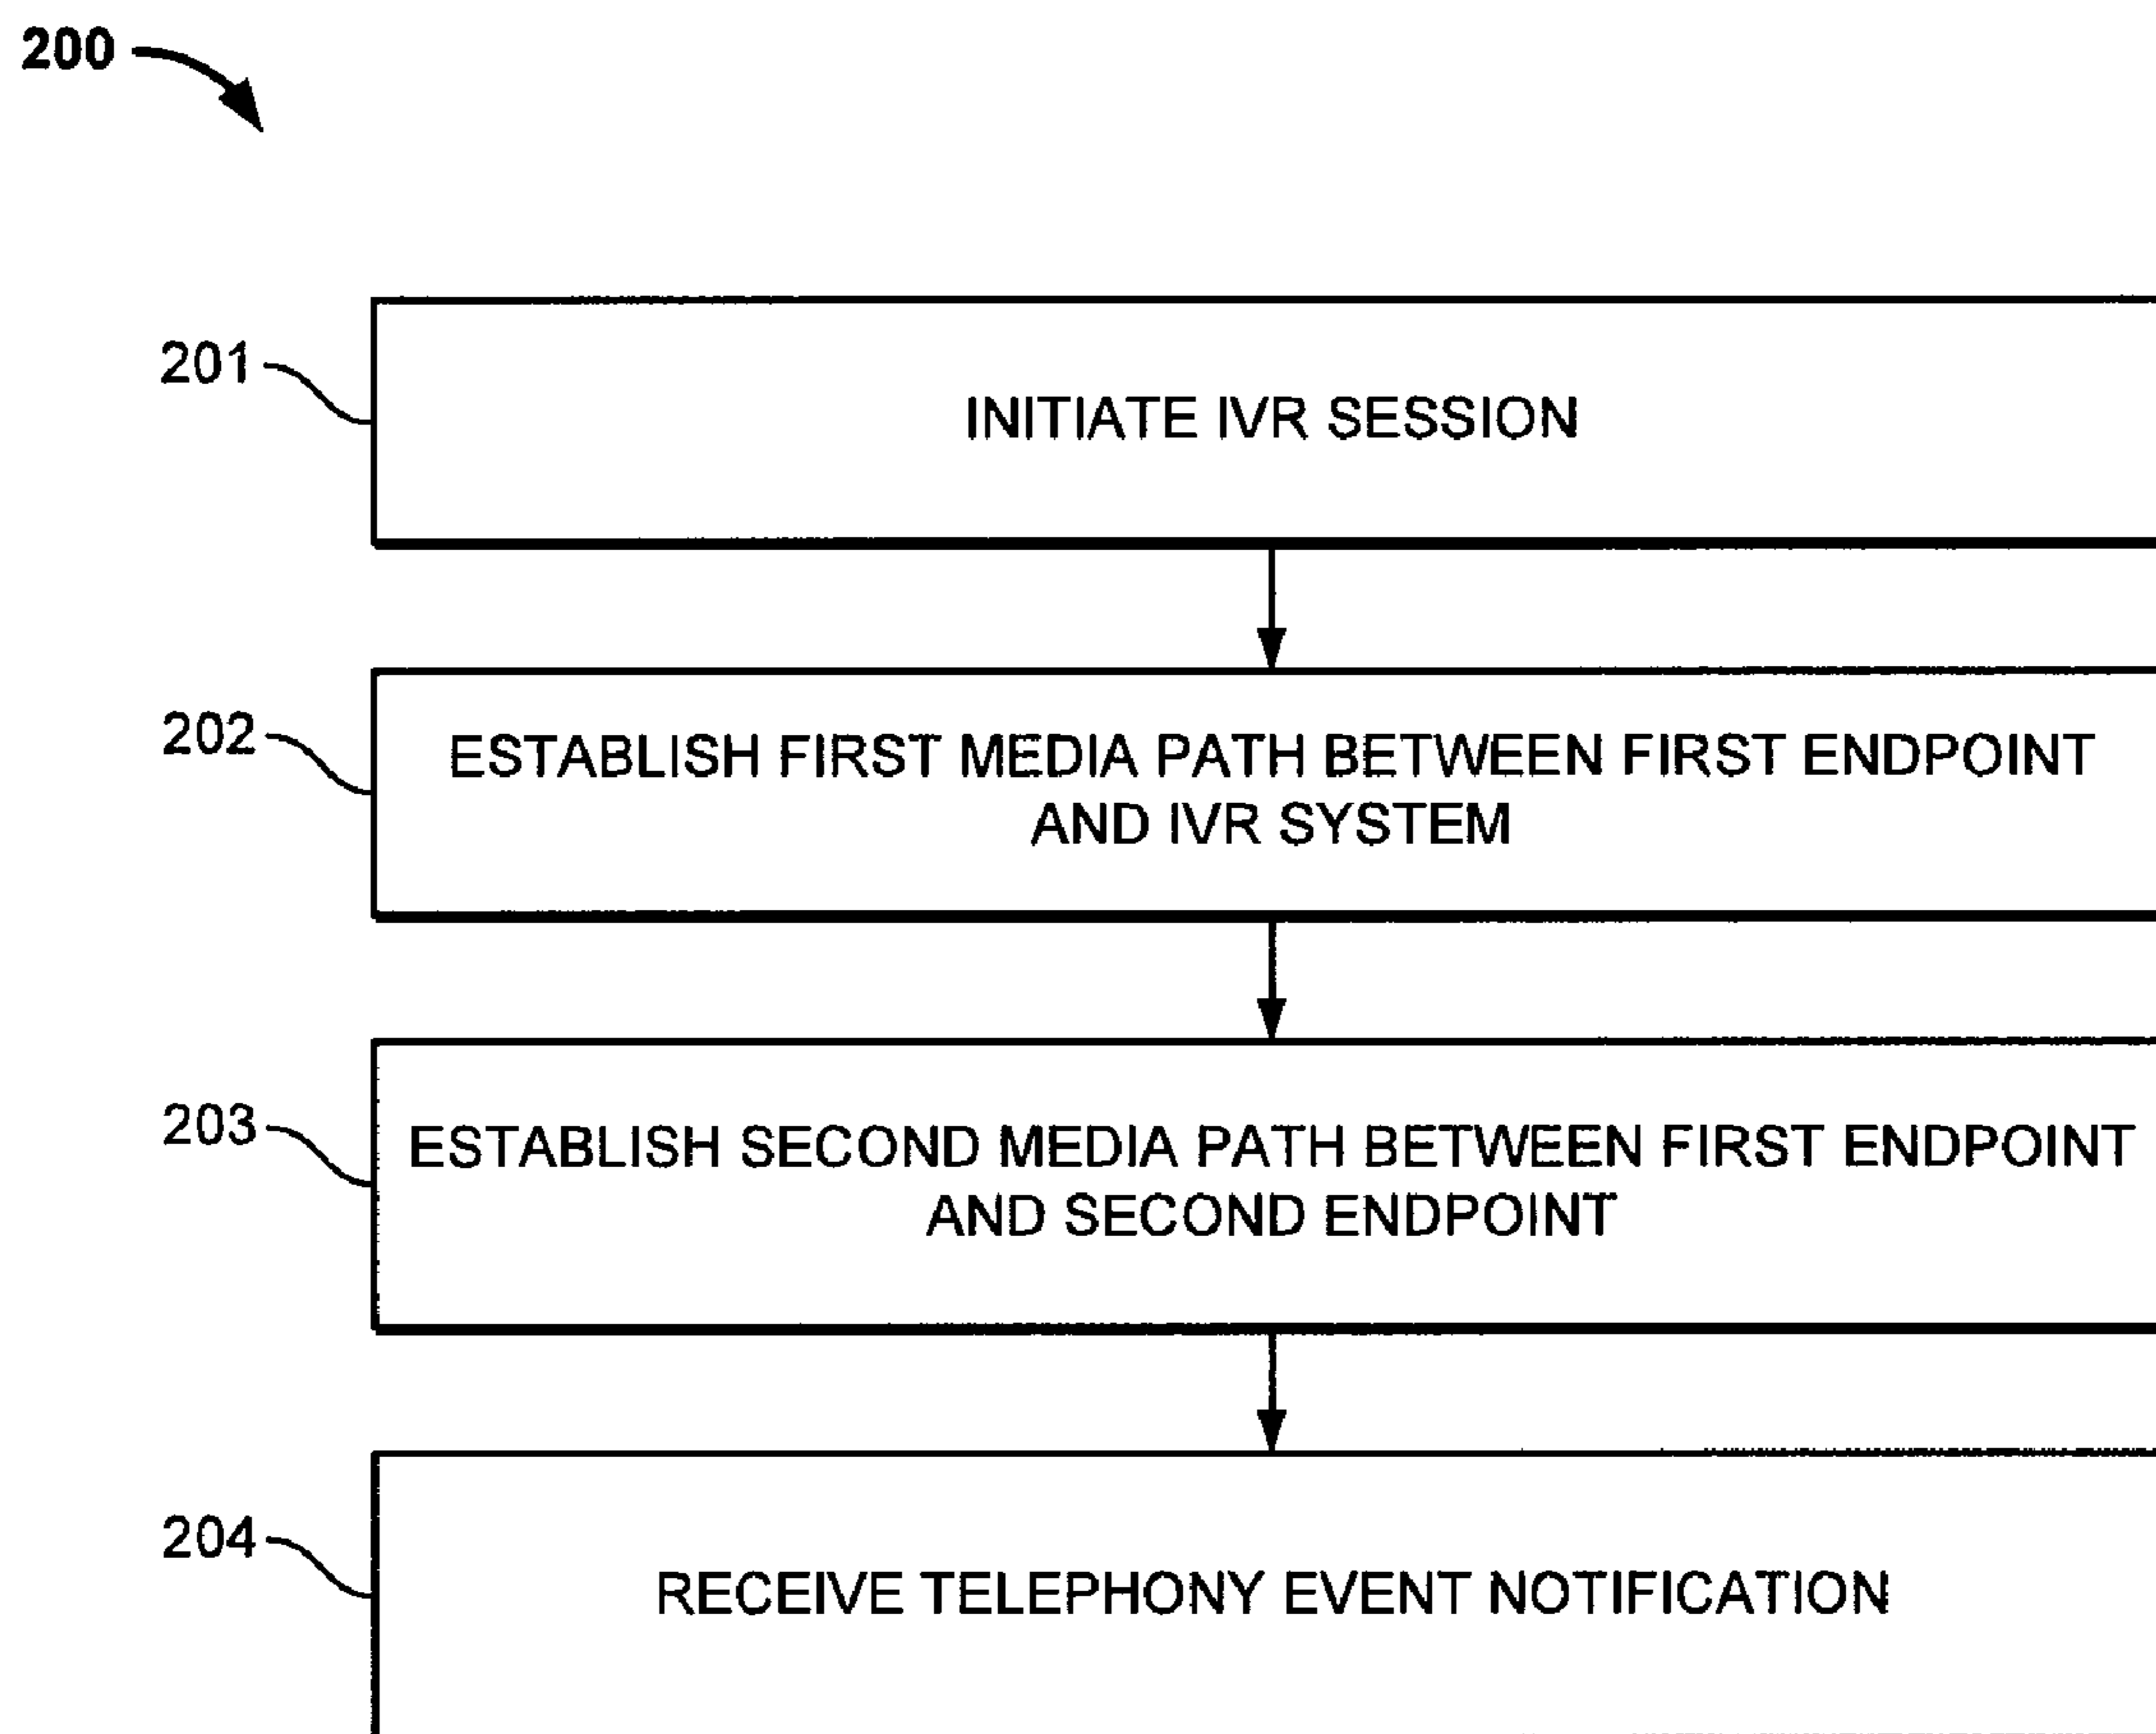 200
201
INITIATE IVR SESSION
202
ESTABLISH FIRST MEDIA PATH BETWEEN FIRST ENDPOINT
AND IVR SYSTEM
203
ESTABLISH SECOND MEDIA PATH BETWEEN FIRST ENDPOINT
AND SECOND ENDPOINT
204
RECEIVE TELEPHONY EVENT NOTIFICATION